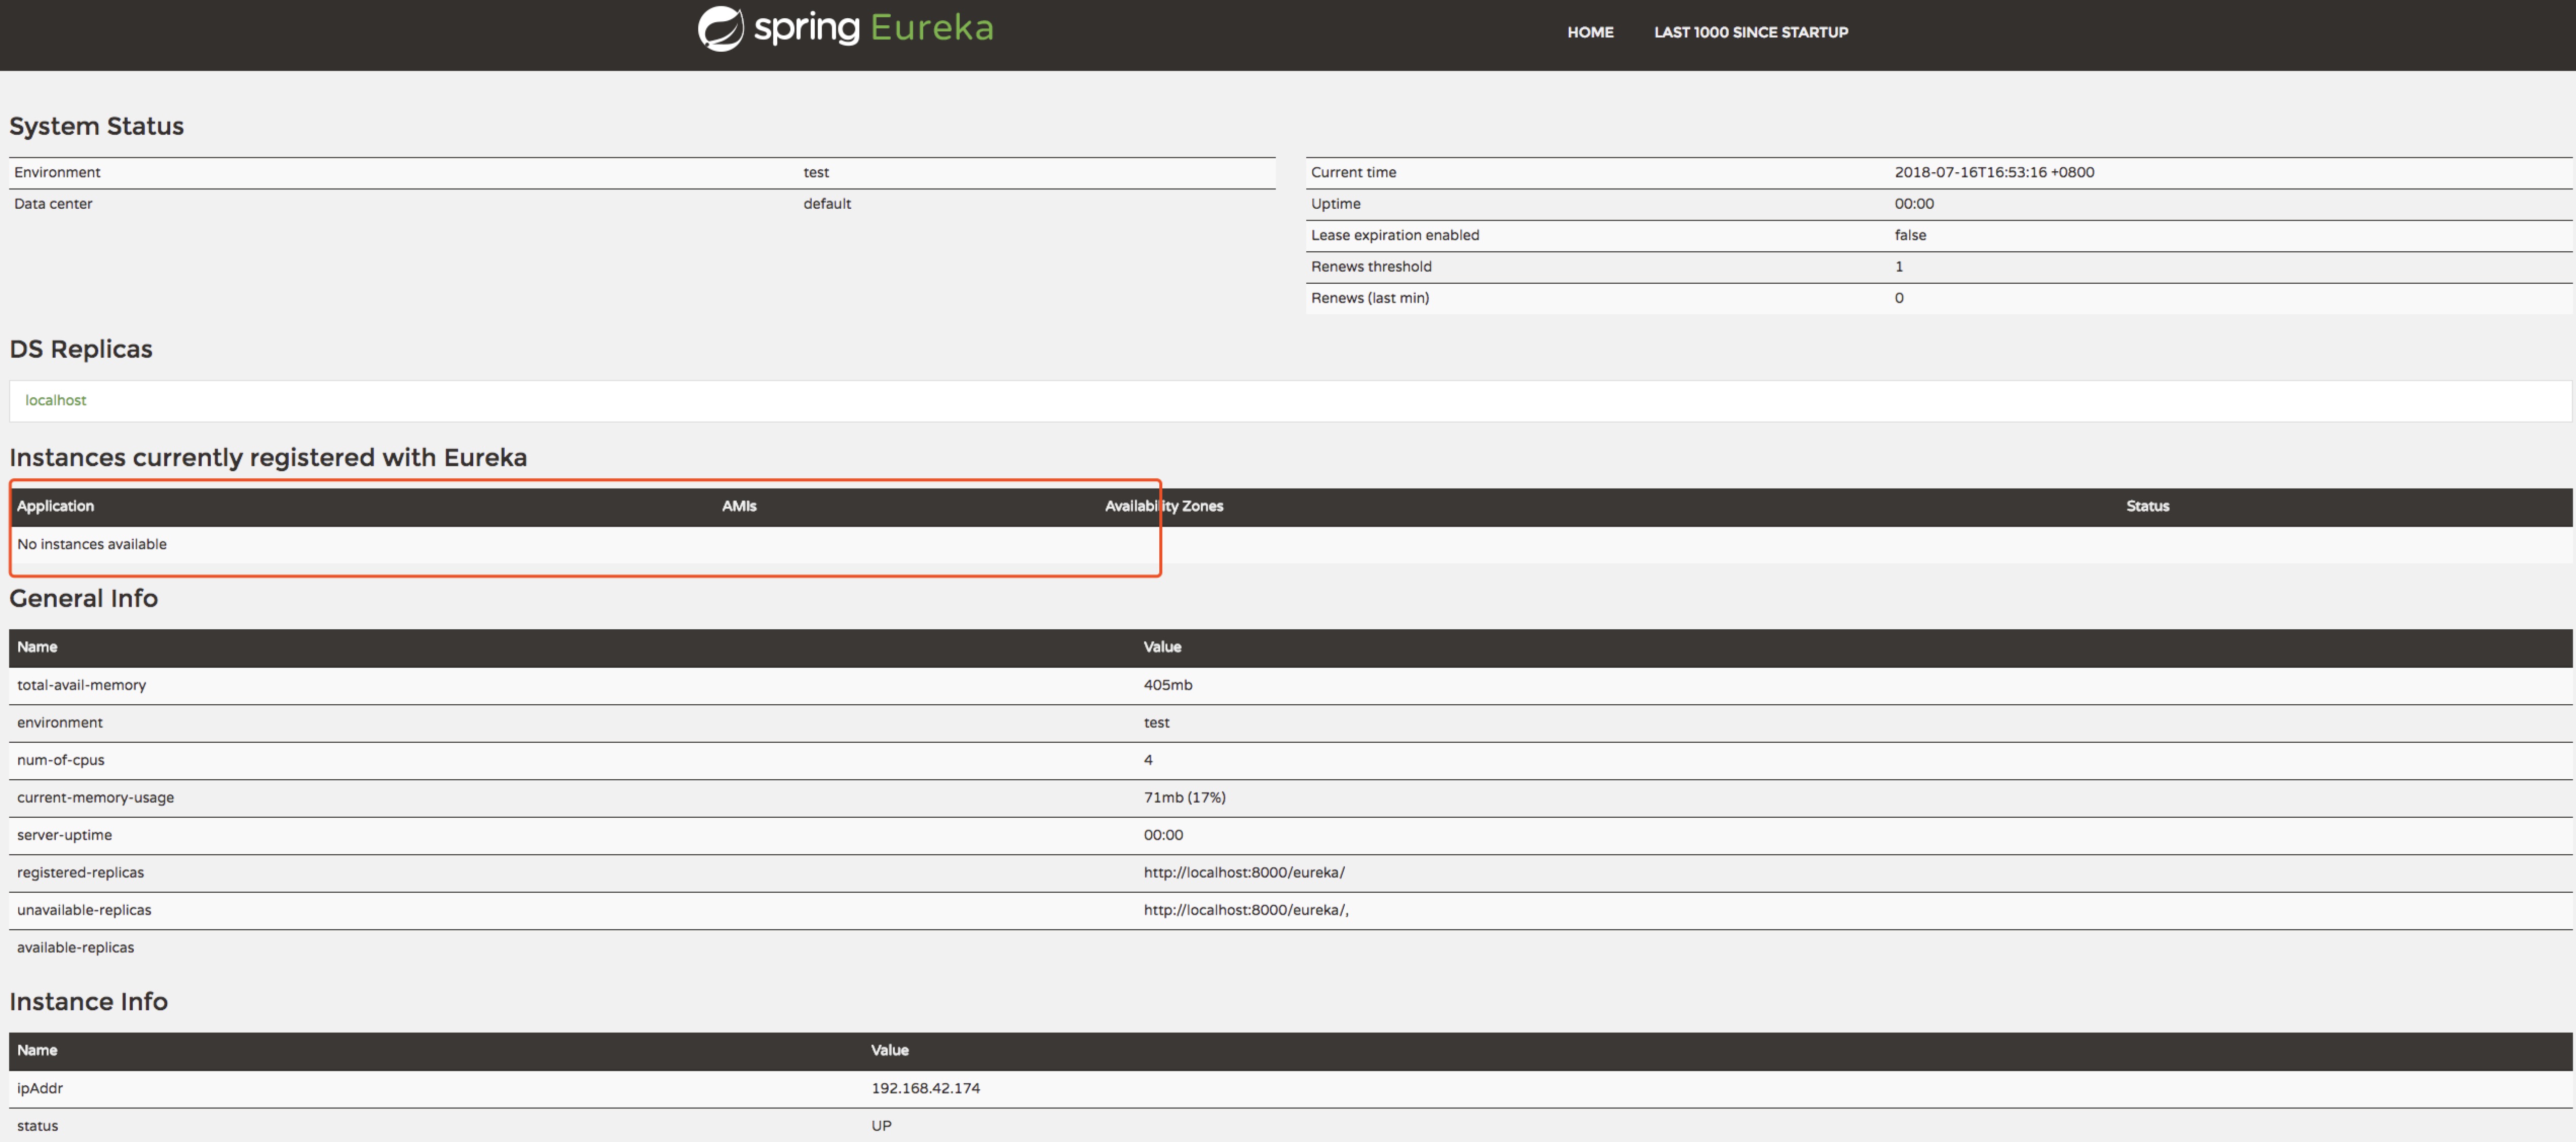 spring Eureka
HOME LAST 1000 SINCE STARTUP
System Status
Environment test
Data center default
Current time 2018-07-16T16:53:16 +0800
Uptime 00:00
Lease expiration enabled false
Renews threshold 1
Renews (last min) 0
DS Replicas
localhost
Instances currently registered with Eureka
Application AMIs Availability Zones Status
No instances available
General Info
Name Value
total-avail-memory 405mb
environment test
num-of-cpus 4
current-memory-usage 71mb (17%)
server-uptime 00:00
registered-replicas http://localhost:8000/eureka/
unavailable-replicas http://localhost:8000/eureka/,
available-replicas
Instance Info
Name Value
ipAddr 192.168.42.174
status UP